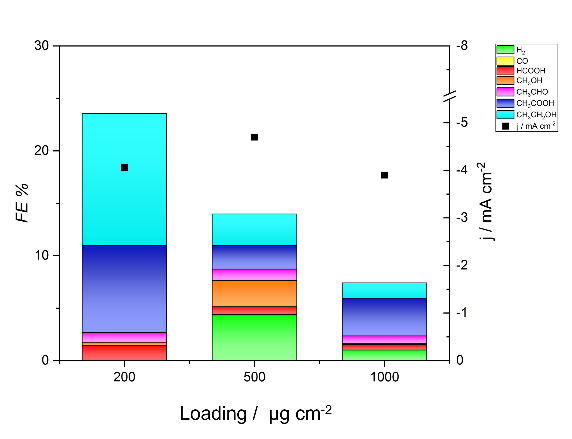 30
20
10
0
FE %
200
500
1000
Loading / µg cm-2
-8
-5
-4
-3
-2
-1
0
j / mA cm-2
H2
CO
HCOOH
CH3OH
CH3CHO
CH3COOH
CH3CH2OH
j / mA cm-2